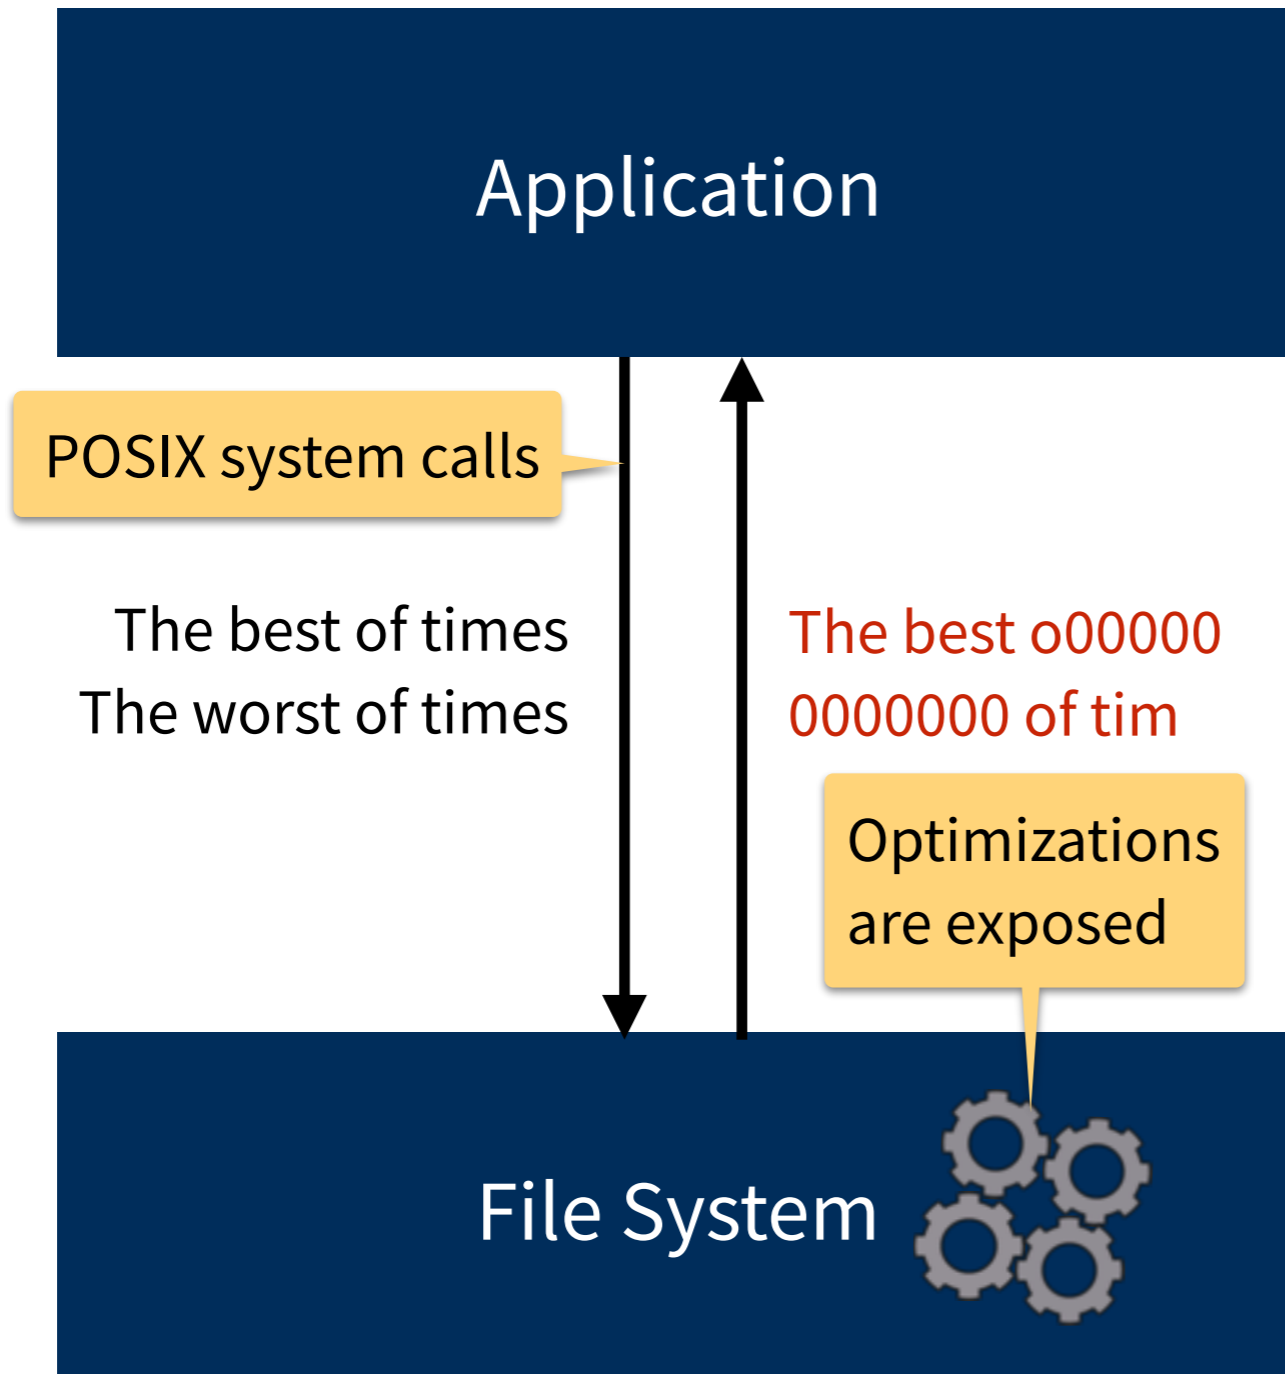 Application
POSIX system calls
The best of times
The worst of times
The best o00000
0000000 of tim
Optimizations
are exposed
File System